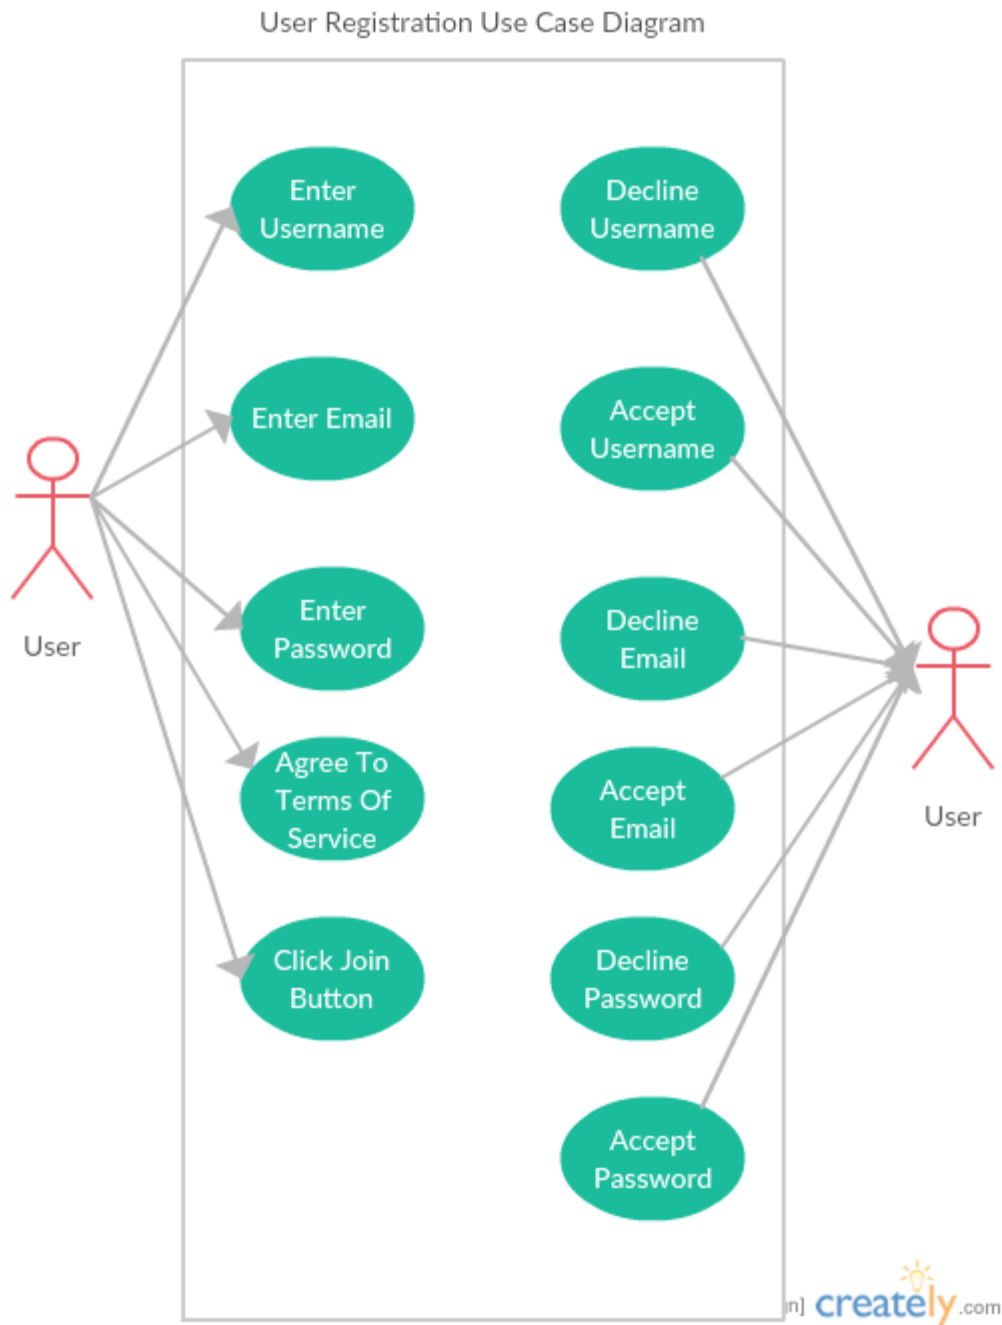 User Registration Use Case Diagram
Enter
Username
Decline
Username
Enter Email
Accept
Username
User
Enter
Password
Decline
Email
Agree To
Terms Of
Service
Accept
Email
User
Click Join
Button
Decline
Password
Accept
Password
creately.com